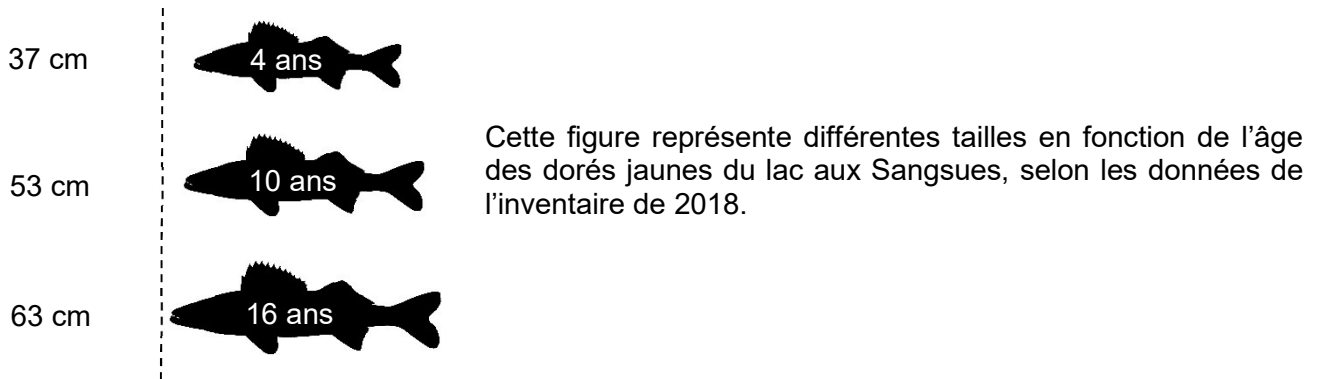 37 cm
4 ans
Cette figure représente différentes tailles en fonction de l’âge
des dorés jaunes du lac aux Sangsues, selon les données de
l’inventaire de 2018.
53 cm
10 ans
63 cm
16 ans